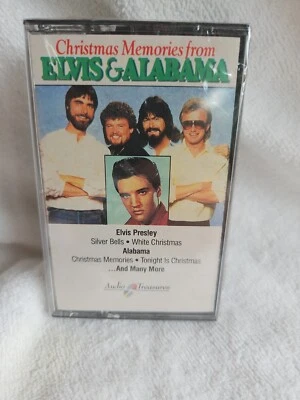 Christmas Memories from
ELVIS & ALABAMA
Elvis Presley
Silver Bells • White Christmas
Alabama
Christmas Memories • Tonight Is Christmas
....And Many More
Audio Treasures